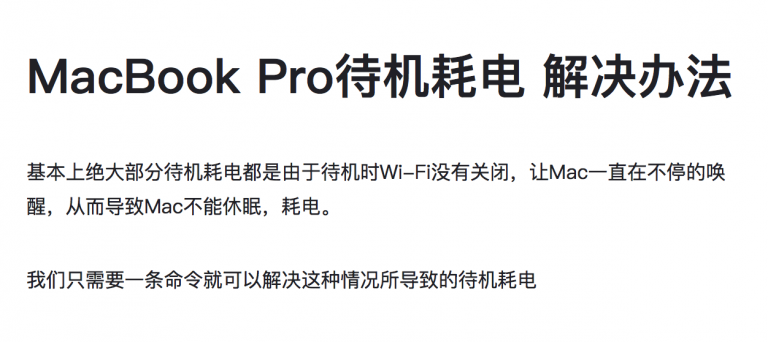 MacBook Pro待机耗电 解决办法
基本上绝大部分待机耗电都是由于待机时Wi-Fi没有关闭，让Mac一直在不停的唤
醒，从而导致Mac不能休眠，耗电。
我们只需要一条命令就可以解决这种情况所导致的待机耗电